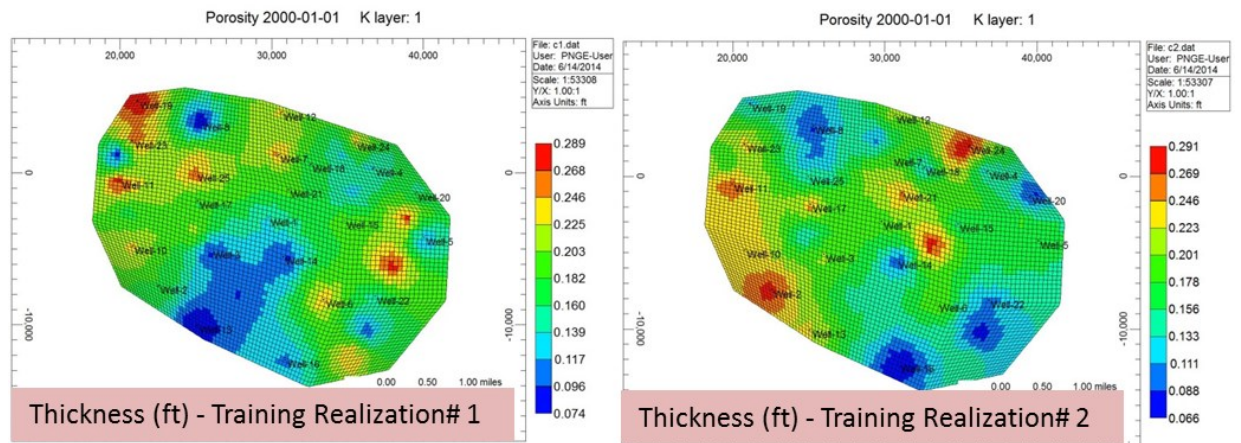 Porosity 2000-01-01 K layer: 1
20,000 30,000 40,000
File: c1.dat
User: PNGE-User
Date: 6/14/2014
Scale: 1:53308
Y/X: 1.00:1
Axis Units: ft
0
-10,000
0
-10,000
Well-19
Well-8
Well-12
Well-23
Well-24
Well-7
Well-18
Well-4
Well-11
Well-25
Well-21
Well-20
Well-17
Well-1
Well-15
Well-5
Well-10
Well-3
Well-14
Well-2
Well-6
Well-22
Well-13
Well-16
0.289
0.268
0.246
0.225
0.203
0.182
0.160
0.139
0.117
0.096
0.074
0.00 0.50 1.00 miles
Thickness (ft) - Training Realization# 1
Porosity 2000-01-01 K layer: 1
20,000 30,000 40,000
File: c2.dat
User: PNGE-User
Date: 6/14/2014
Scale: 1:53307
Y/X: 1.00:1
Axis Units: ft
0
-10,000
0
-10,000
Well-19
Well-8
Well-12
Well-23
Well-24
Well-7
Well-18
Well-4
Well-11
Well-25
Well-21
Well-20
Well-17
Well-1
Well-15
Well-5
Well-10
Well-3
Well-14
Well-2
Well-6
Well-22
Well-13
Well-16
0.291
0.269
0.246
0.224
0.201
0.178
0.156
0.133
0.111
0.088
0.066
0.00 0.50 1.00 miles
Thickness (ft) - Training Realization# 2